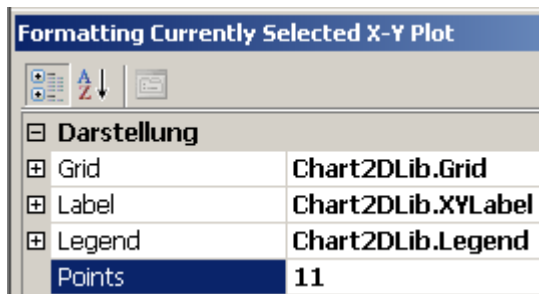 Formatting Currently Selected X-Y Plot
A
Z
Darstellung
Grid Chart2DLib.Grid
Label Chart2DLib.XYLabel
Legend Chart2DLib.Legend
Points 11